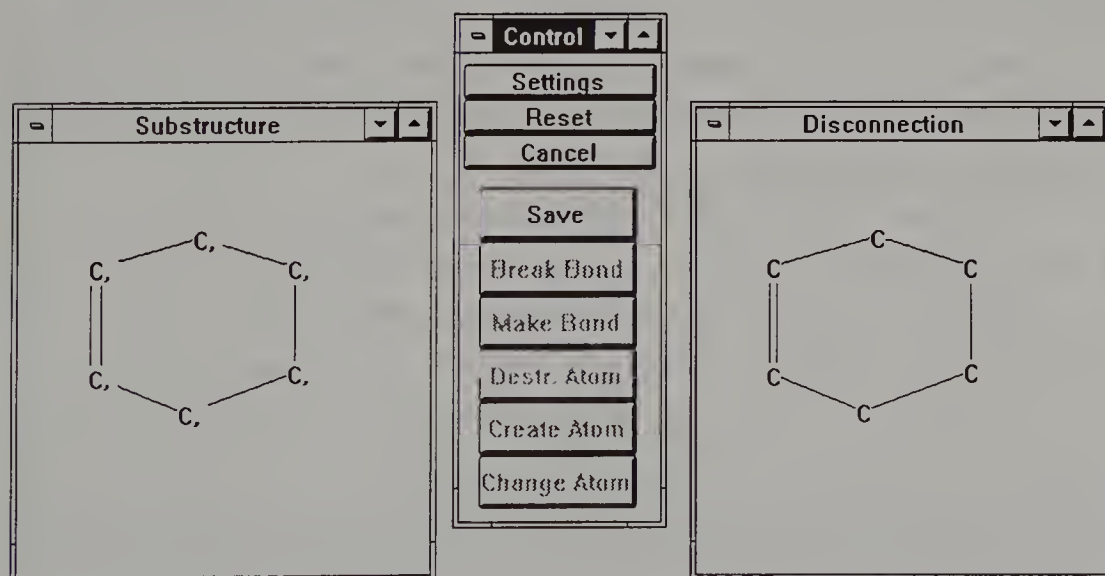 Control
Settings
Reset
Cancel
Save
Break Bond
Make Bond
Destr. Atom
Create Atom
Change Atom
Substructure
C,
C,
C,
C,
C,
C,
Disconnection
C
C
C
C
C
C